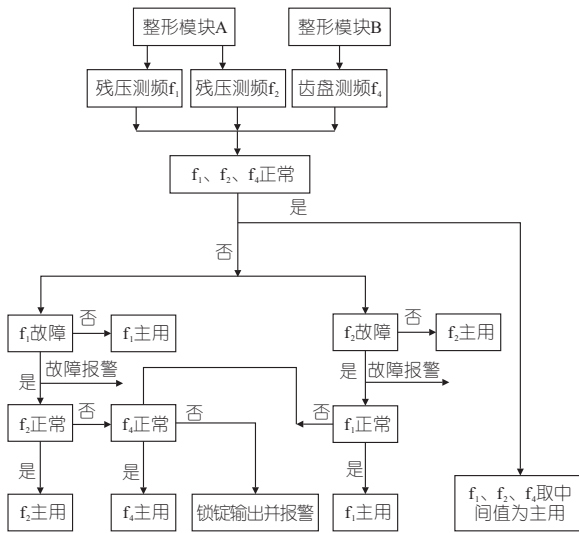 整形模块A
整形模块B
残压测频f₁
残压测频f₂
齿盘测频f₄
f₁、f₂、f₄正常
是
否
f₁故障
否
f₁主用
f₂故障
否
f₂主用
是
故障报警
是
故障报警
f₂正常
否
f₄正常
否
否
f₁正常
是
是
是
f₂主用
f₄主用
锁锭输出并报警
f₁主用
f₁、f₂、f₄取中
间值为主用